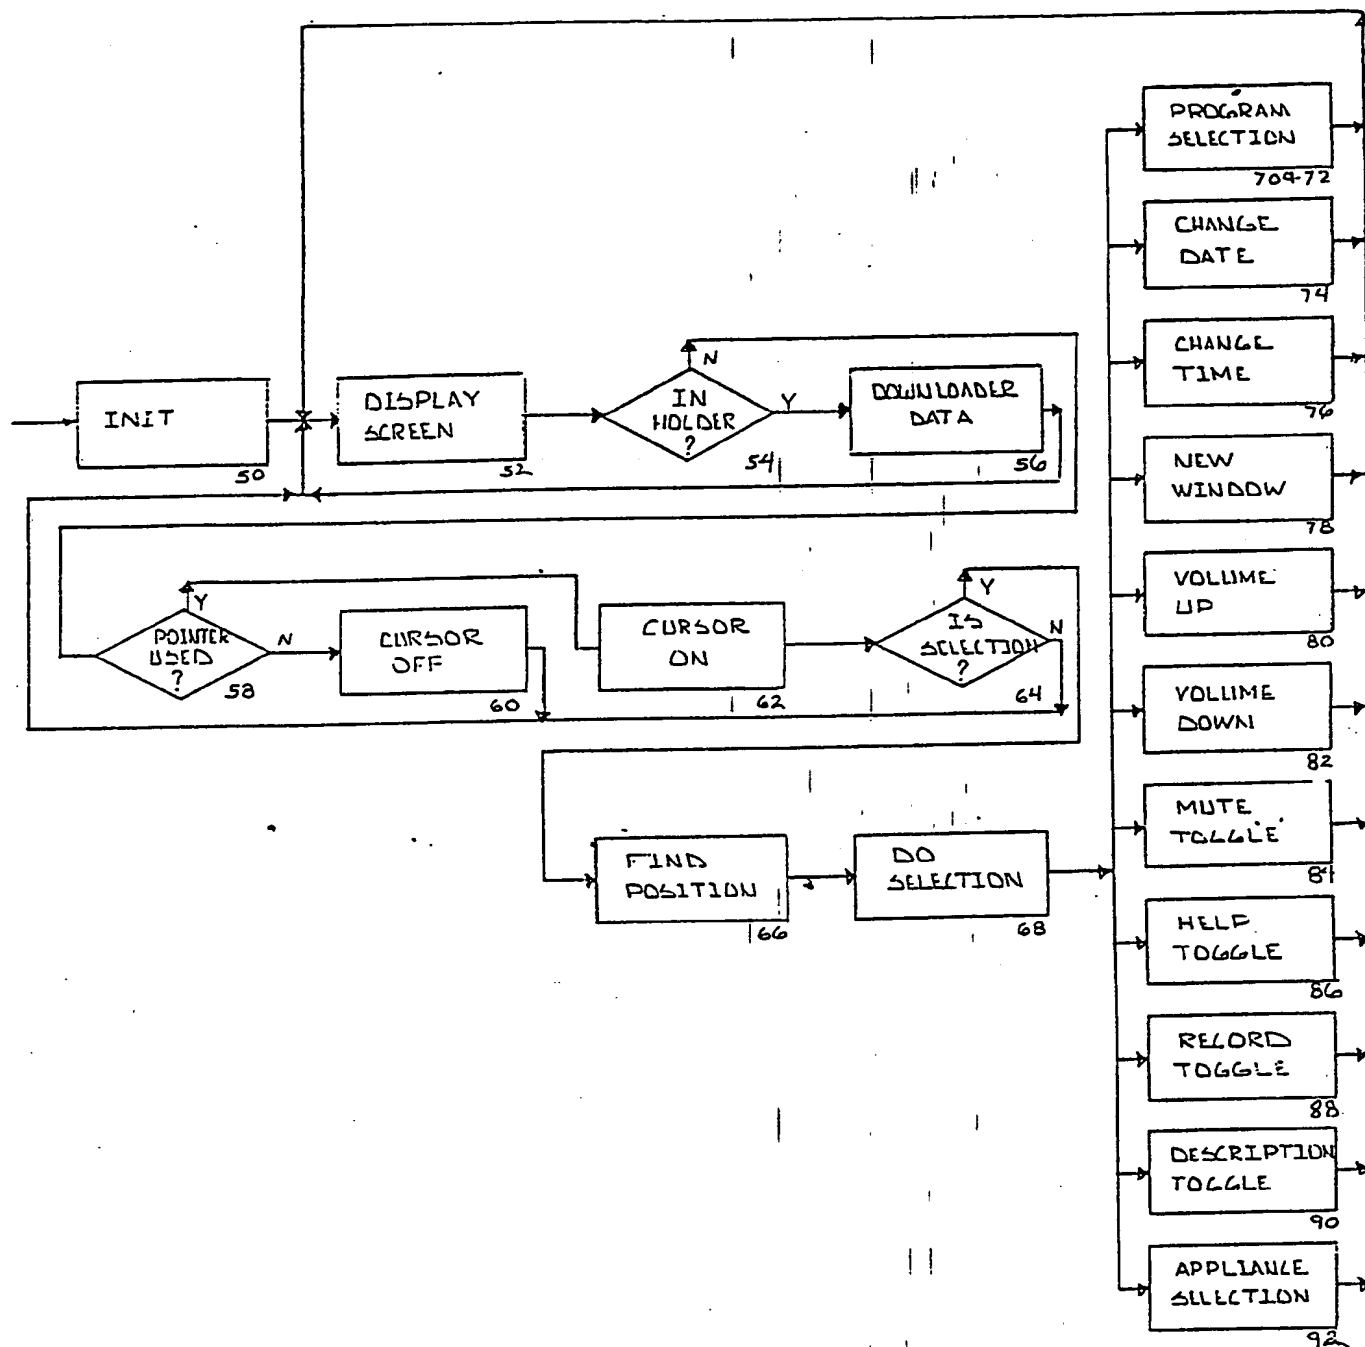 PROGRAM
SELECTION
704-72
CHANGE
DATE
74
CHANGE
TIME
76
INIT
50
DISPLAY
SCREEN
52
IN
HOLDER
?
N
Y
54
DOWNLOADER
DATA
56
NEW
WINDOW
78
POINTER
USED
?
Y
N
58
CURSOR
OFF
60
CURSOR
ON
62
IS
SELECTION
?
Y
N
64
VOLUME
UP
80
VOLUME
DOWN
82
FIND
POSITION
66
DO
SELECTION
68
MUTE
TOGGLE
84
HELP
TOGGLE
86
RECORD
TOGGLE
88
DESCRIPTION
TOGGLE
90
APPLIANCE
SELECTION
92